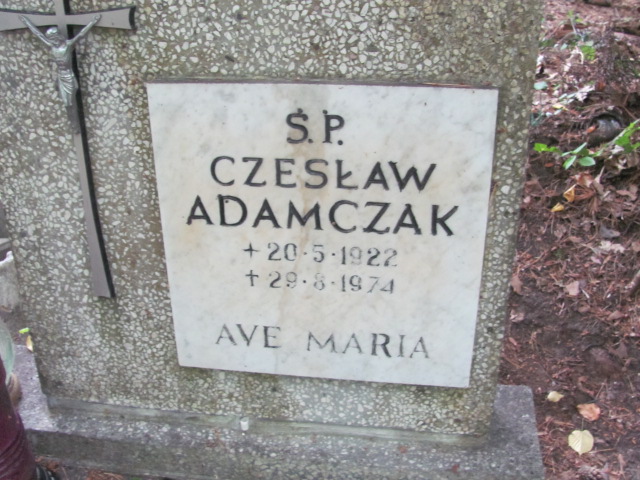 Ś.P.
CZESŁAW
ADAMCZAK
+ 20·5·1922
✝ 29·8·1974
AVE MARIA